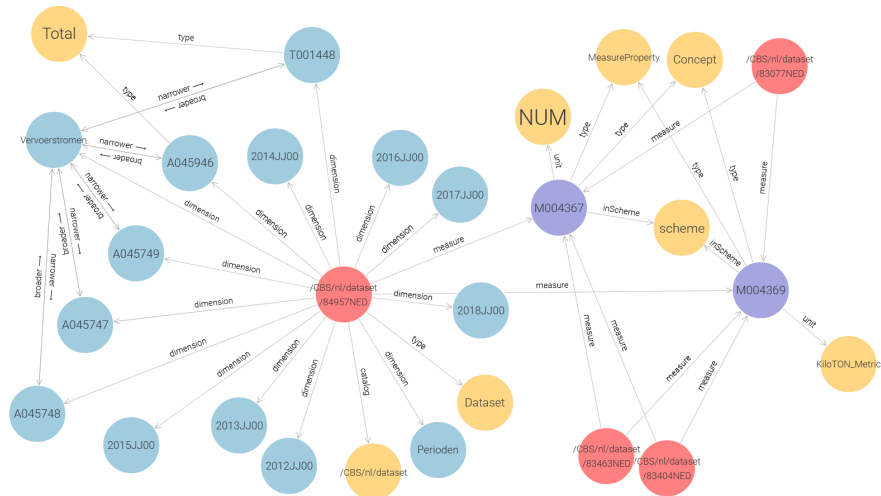 Total
type
T001448
type
narrower ⟶
⟵ broader
Vervoerstromen
narrower ⟶
⟵ broader
A045946
2014JJ00
2016JJ00
2017JJ00
dimension
dimension
dimension
dimension
dimension
dimension
narrower ⟶
⟵ broader
narrower ⟶
⟵ broader
narrower ⟶
⟵ broader
A045749
dimension
A045747
dimension
A045748
dimension
/CBS/nl/dataset
/84957NED
dimension
2018JJ00
measure
measure
type
Dataset
dimension
Perioden
catalog
/CBS/nl/dataset
dimension
2012JJ00
dimension
2013JJ00
dimension
2015JJ00
MeasureProperty
Concept
/CBS/nl/dataset
/83077NED
NUM
unit
type
type
type
type
measure
measure
M004367
inScheme
scheme
inScheme
M004369
unit
KiloTON_Metric
measure
measure
measure
measure
/CBS/nl/dataset
/83463NED
/CBS/nl/dataset
/83404NED